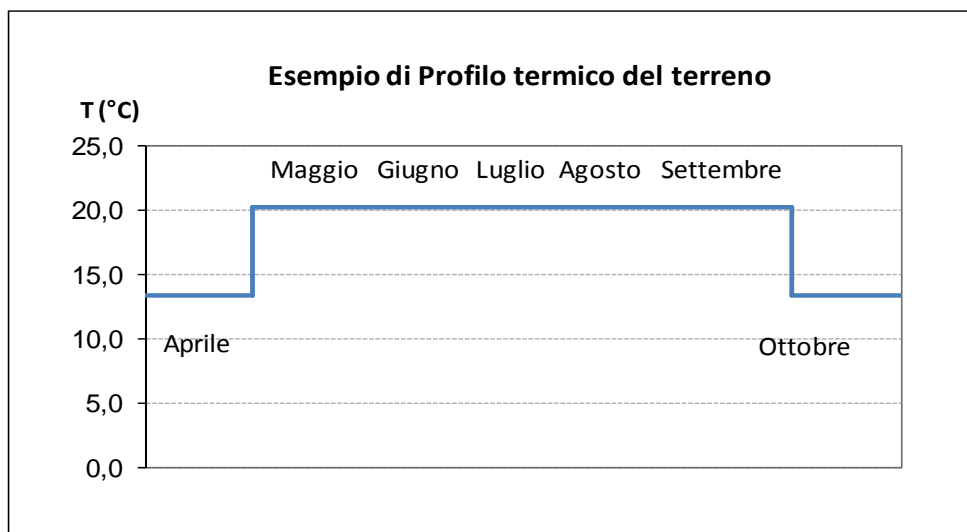 Esempio di Profilo termico del terreno
T (°C)
25,0
Maggio Giugno Luglio Agosto Settembre
20,0
15,0
10,0
Aprile Ottobre
5,0
0,0